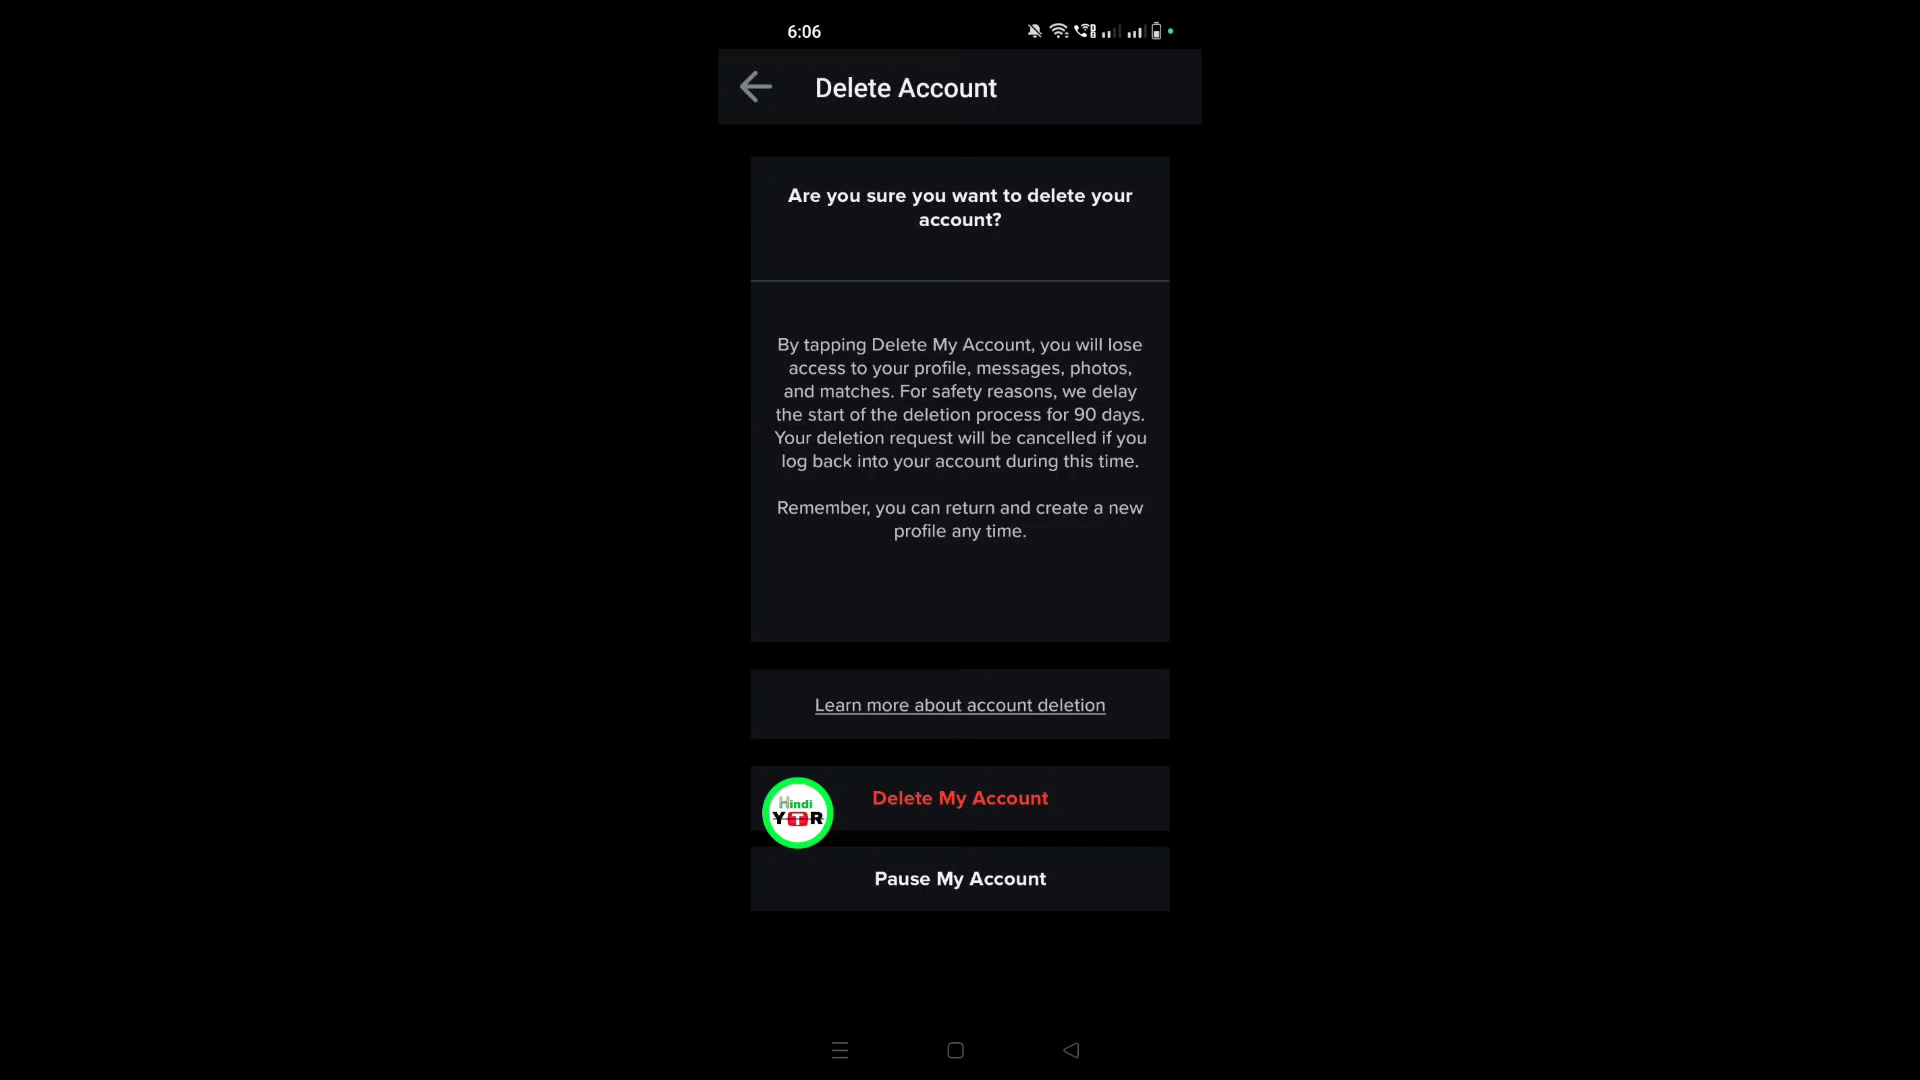 6:06
Delete Account
Are you sure you want to delete your
account?
By tapping Delete My Account, you will lose
access to your profile, messages, photos,
and matches. For safety reasons, we delay
the start of the deletion process for 90 days.
Your deletion request will be cancelled if you
log back into your account during this time.
Remember, you can return and create a new
profile any time.
Learn more about account deletion
Delete My Account
Hindi
YTR
Pause My Account